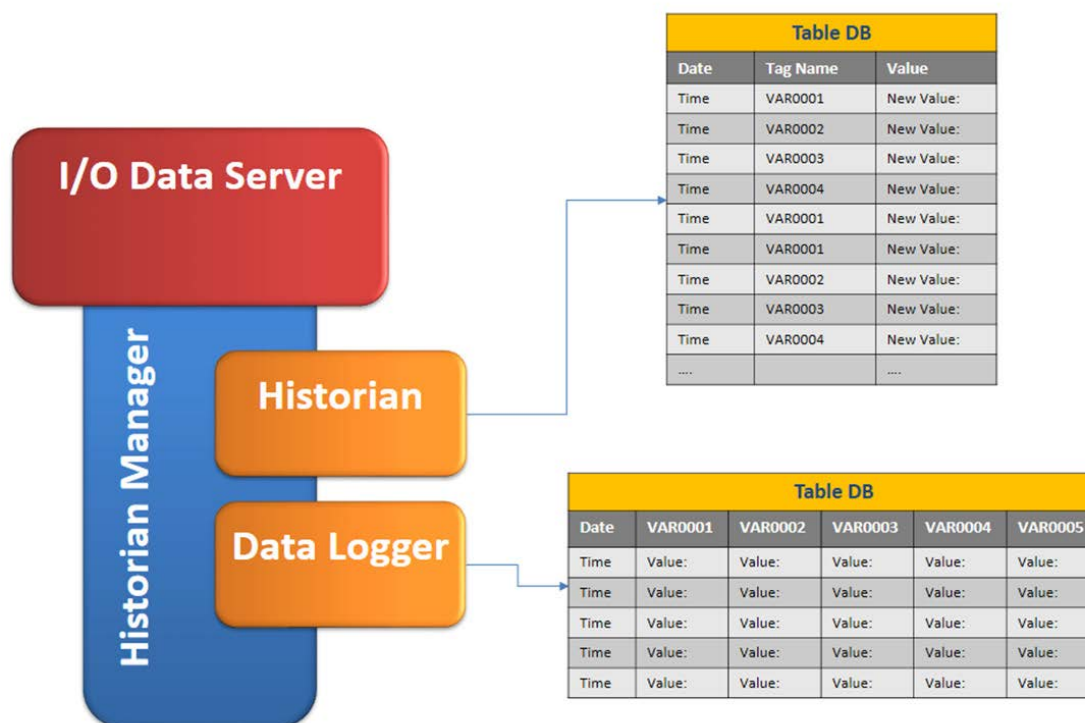 I/O Data Server
Historian Manager
Historian
Data Logger
Table DB
Date Tag Name Value
Time VAR0001 New Value:
Time VAR0002 New Value:
Time VAR0003 New Value:
Time VAR0004 New Value:
Time VAR0001 New Value:
Time VAR0001 New Value:
Time VAR0002 New Value:
Time VAR0003 New Value:
Time VAR0004 New Value:
.... ....
Table DB
Date VAR0001 VAR0002 VAR0003 VAR0004 VAR0005
Time Value: Value: Value: Value: Value:
Time Value: Value: Value: Value: Value:
Time Value: Value: Value: Value: Value:
Time Value: Value: Value: Value: Value:
Time Value: Value: Value: Value: Value: